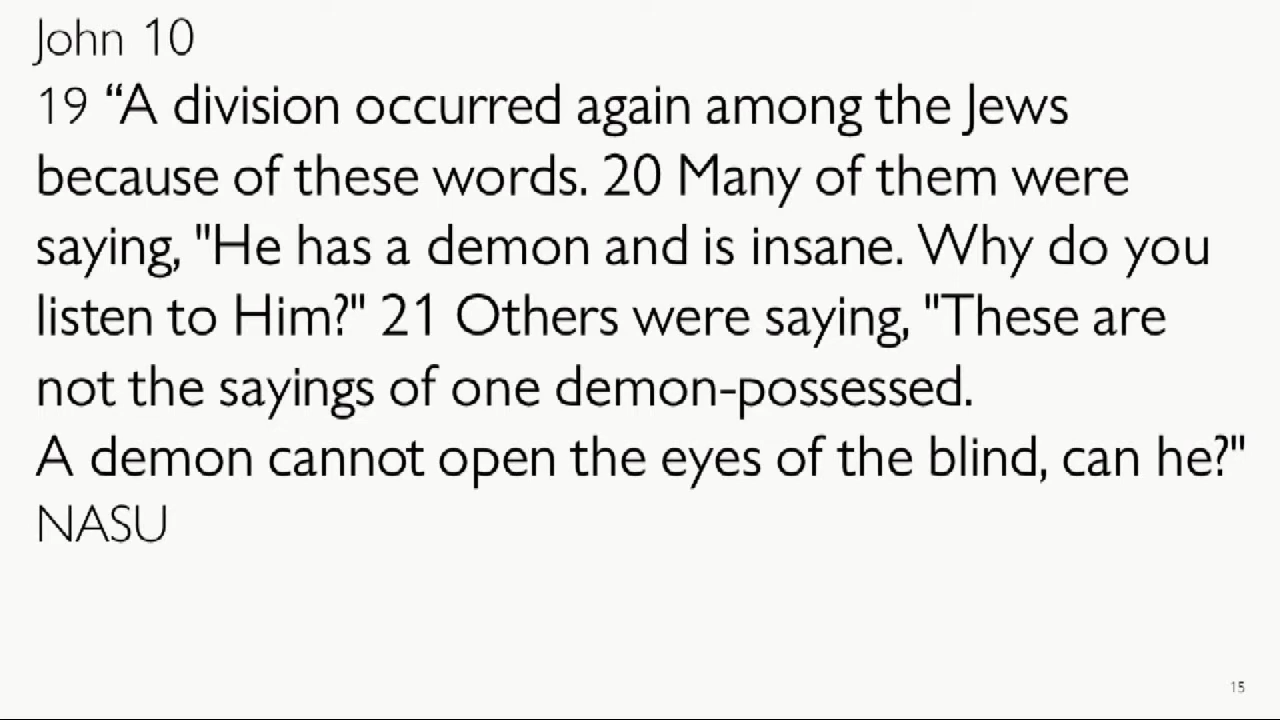 John 10
19 “A division occurred again among the Jews
because of these words. 20 Many of them were
saying, "He has a demon and is insane. Why do you
listen to Him?" 21 Others were saying, "These are
not the sayings of one demon-possessed.
A demon cannot open the eyes of the blind, can he?"
NASU
15